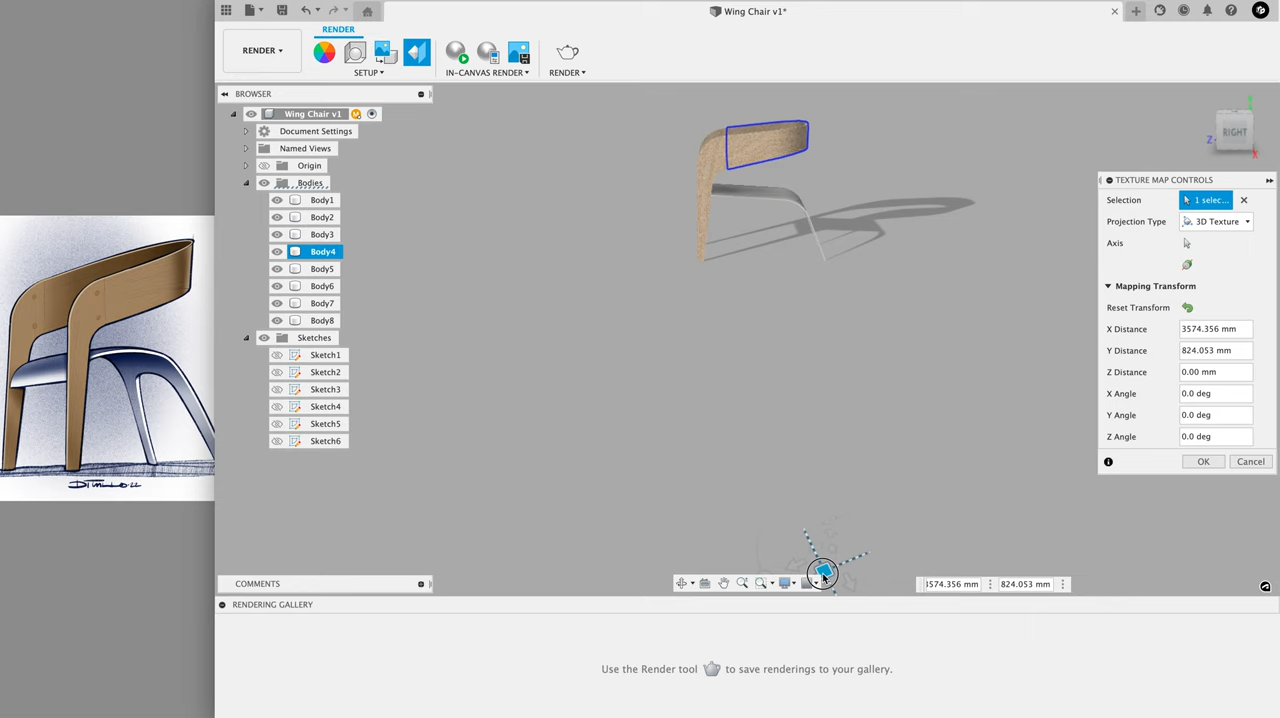 Wing Chair v1*
RENDER
RENDER
SETUP
IN-CANVAS RENDER
RENDER
BROWSER
Wing Chair v1
Document Settings
Named Views
Origin
Bodies
Body1
Body2
Body3
Body4
Body5
Body6
Body7
Body8
Sketches
Sketch1
Sketch2
Sketch3
Sketch4
Sketch5
Sketch6
RIGHT
Z
X
TEXTURE MAP CONTROLS
Selection 1 selec...
Projection Type 3D Texture
Axis
Mapping Transform
Reset Transform
X Distance 3574.356 mm
Y Distance 824.053 mm
Z Distance 0.00 mm
X Angle 0.0 deg
Y Angle 0.0 deg
Z Angle 0.0 deg
OK Cancel
COMMENTS
3574.356 mm 824.053 mm
RENDERING GALLERY
Use the Render tool to save renderings to your gallery.